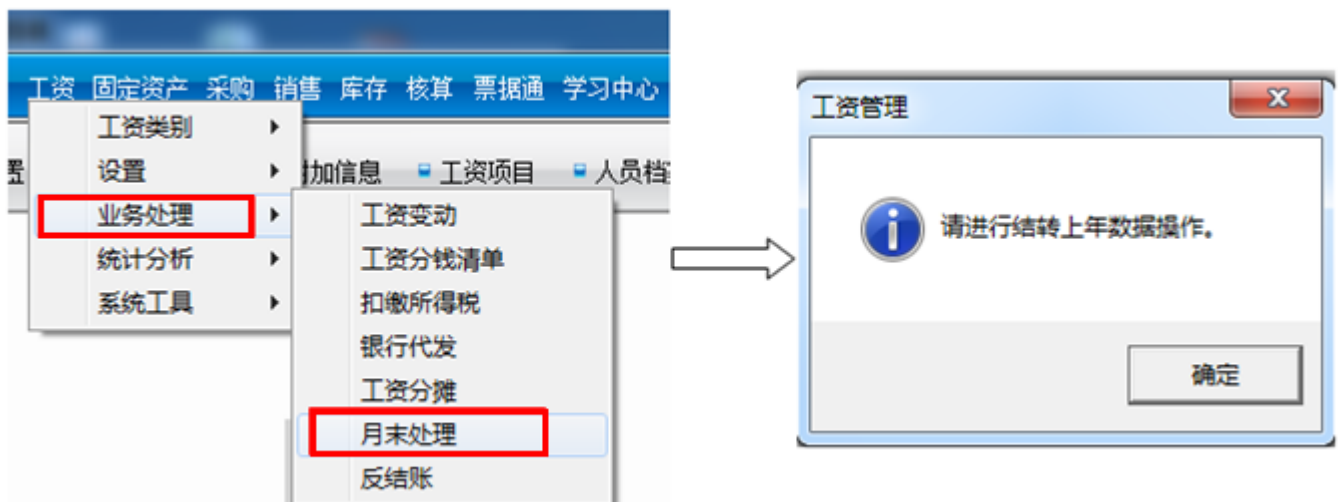 工资 固定资产 采购 销售 库存 核算 票据通 学习中心
工资类别
设置
附加信息 工资项目 人员档
业务处理
工资变动
统计分析
工资分钱清单
系统工具
扣缴所得税
银行代发
工资分摊
月末处理
反结账
工资管理
请进行结转上年数据操作。
确定